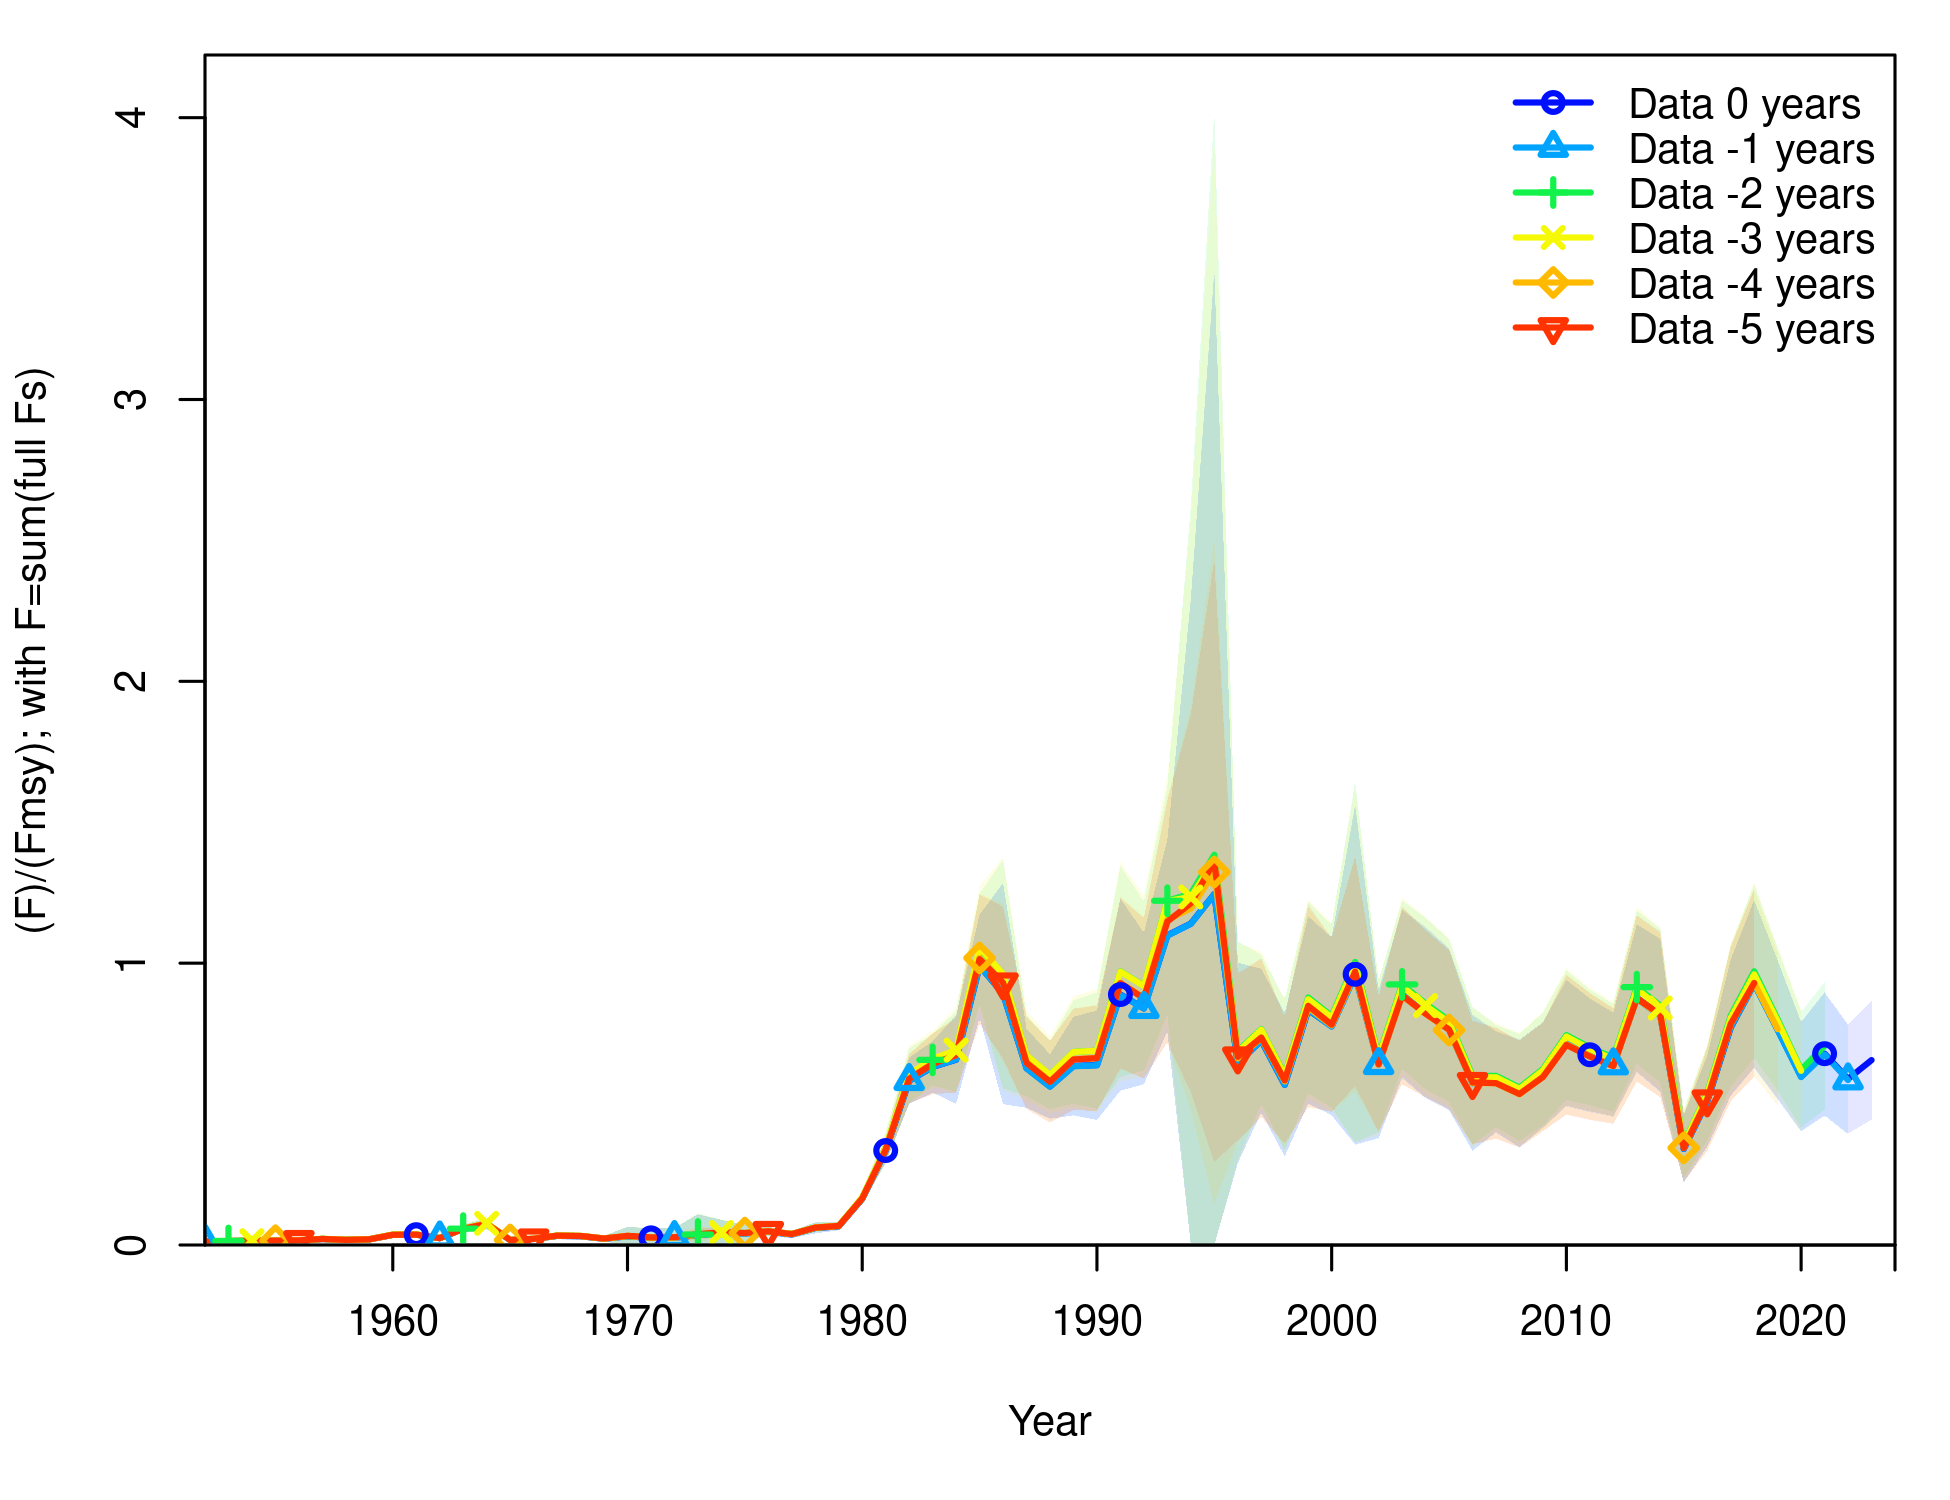 4
3
2
1
0
(F)/(Fmsy); with F=sum(full Fs)
Data 0 years
Data -1 years
Data -2 years
Data -3 years
Data -4 years
Data -5 years
1960 1970 1980 1990 2000 2010 2020
Year